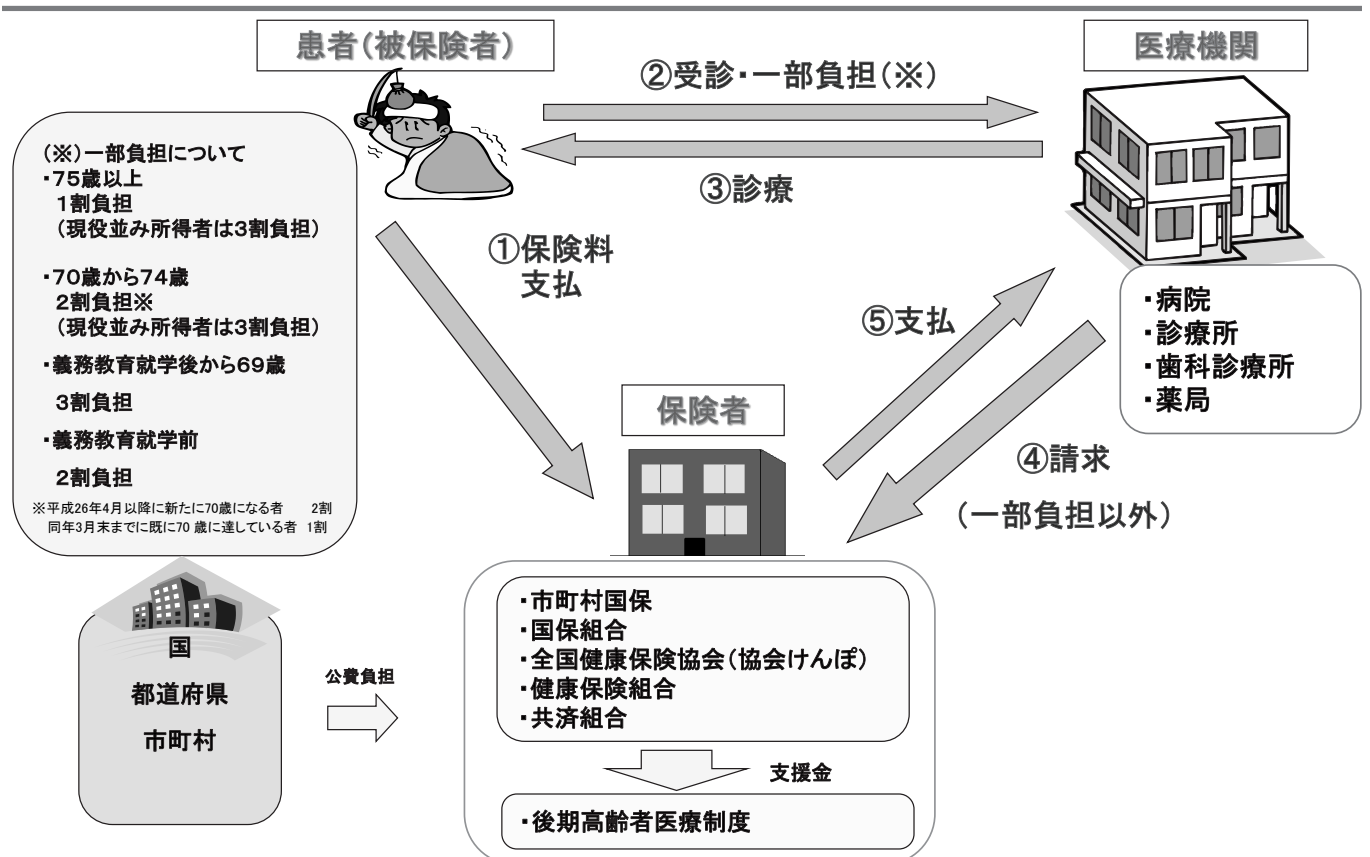 患者(被保険者)
医療機関
②受診・一部負担(※)
③診療
(※)一部負担について
・75歳以上
1割負担
(現役並み所得者は3割負担)
・70歳から74歳
2割負担※
(現役並み所得者は3割負担)
・義務教育就学後から69歳
3割負担
・義務教育就学前
2割負担
※平成26年4月以降に新たに70歳になる者 2割
同年3月末までに既に70 歳に達している者 1割
①保険料
支払
⑤支払
・病院
・診療所
・歯科診療所
・薬局
保険者
④請求
(一部負担以外)
国
都道府県
市町村
公費負担
・市町村国保
・国保組合
・全国健康保険協会(協会けんぽ)
・健康保険組合
・共済組合
支援金
・後期高齢者医療制度